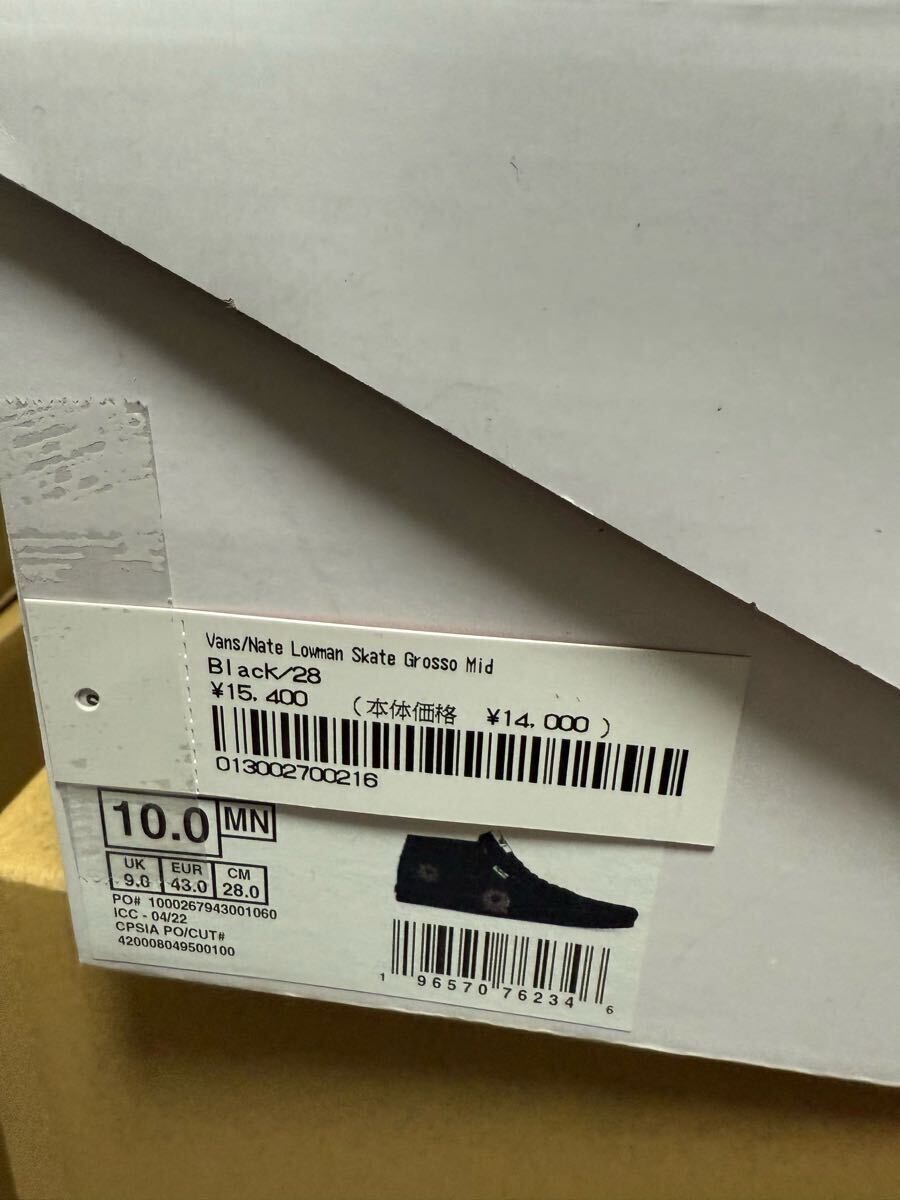 Vans/Nate Lowman Skate Grosso Mid
Black/28
¥15,400 (本体価格 ¥14,000)
013002700216
10.0 MN
UK EUR CM
9.0 43.0 28.0
PO# 1000267943001060
ICC - 04/22
CPSIA PO/CUT#
420008049500100
1 96570 76234 6